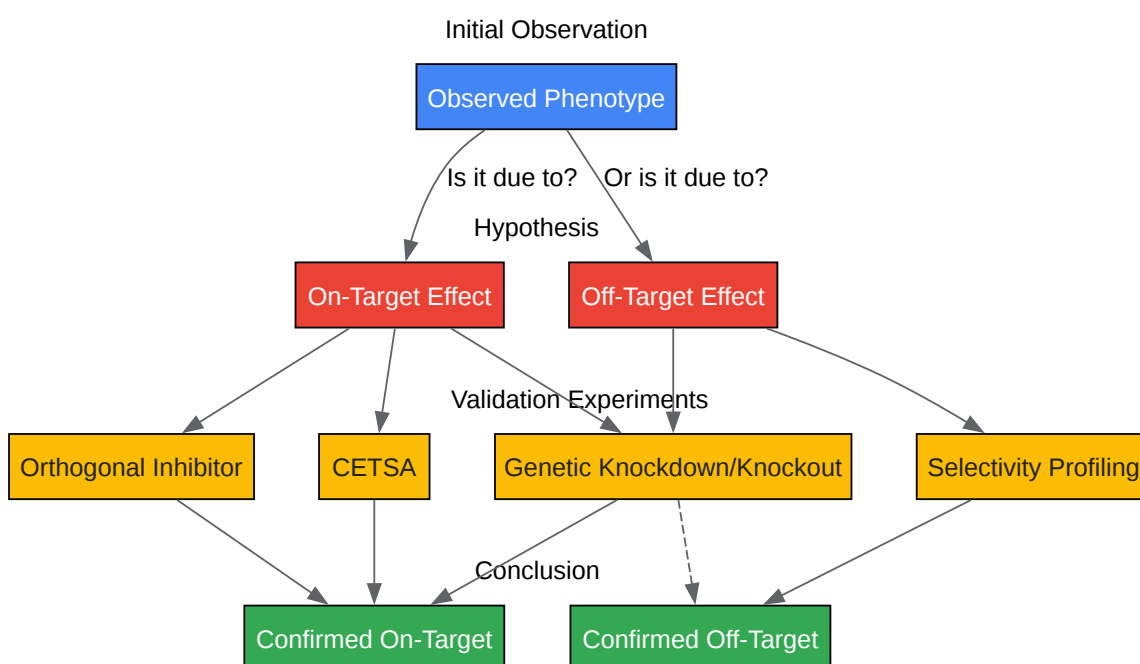 Initial Observation
Observed Phenotype
Is it due to?
Or is it due to?
Hypothesis
On-Target Effect
Off-Target Effect
Validation Experiments
Orthogonal Inhibitor
CETSA
Genetic Knockdown/Knockout
Selectivity Profiling
Conclusion
Confirmed On-Target
Confirmed Off-Target